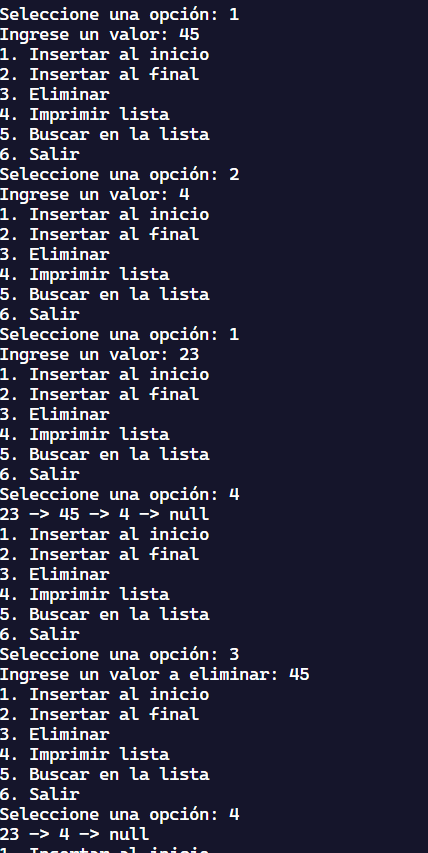 Seleccione una opción: 1
Ingrese un valor: 45
1. Insertar al inicio
2. Insertar al final
3. Eliminar
4. Imprimir lista
5. Buscar en la lista
6. Salir
Seleccione una opción: 2
Ingrese un valor: 4
1. Insertar al inicio
2. Insertar al final
3. Eliminar
4. Imprimir lista
5. Buscar en la lista
6. Salir
Seleccione una opción: 1
Ingrese un valor: 23
1. Insertar al inicio
2. Insertar al final
3. Eliminar
4. Imprimir lista
5. Buscar en la lista
6. Salir
Seleccione una opción: 4
23 -> 45 -> 4 -> null
1. Insertar al inicio
2. Insertar al final
3. Eliminar
4. Imprimir lista
5. Buscar en la lista
6. Salir
Seleccione una opción: 3
Ingrese un valor a eliminar: 45
1. Insertar al inicio
2. Insertar al final
3. Eliminar
4. Imprimir lista
5. Buscar en la lista
6. Salir
Seleccione una opción: 4
23 -> 4 -> null
1. Insertar al inicio